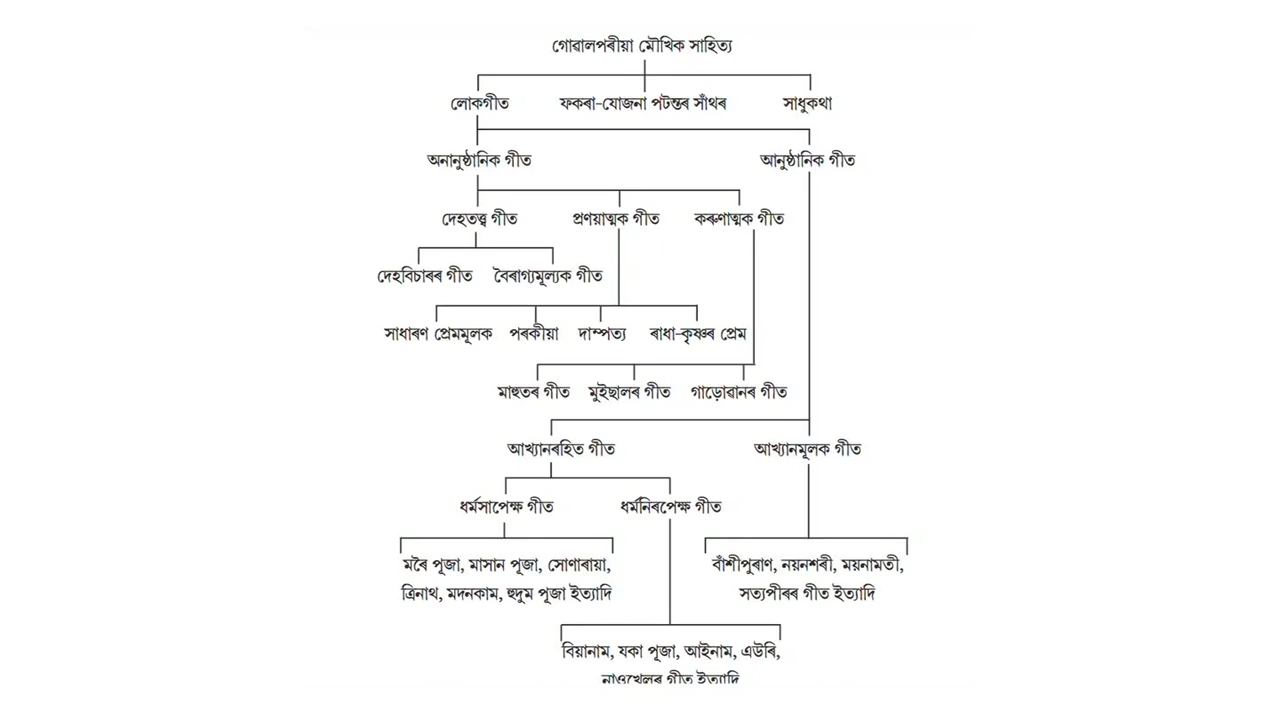 গোৱালপৰীয়া মৌখিক সাহিত্য
লোকগীত ফকৰা-যোজনা পটন্তৰ সাঁথৰ সাধুকথা
অনানুষ্ঠানিক গীত আনুষ্ঠানিক গীত
দেহতত্ত্ব গীত প্ৰণয়াত্মক গীত কৰুণাত্মক গীত
দেহবিচাৰৰ গীত বৈৰাগ্যমূল্যক গীত
সাধাৰণ প্ৰেমমূলক পৰকীয়া দাম্পত্য ৰাধা-কৃষ্ণৰ প্ৰেম
মাহুতৰ গীত মুইছালৰ গীত গাড়োৱানৰ গীত
আখ্যানৰহিত গীত আখ্যানমূলক গীত
ধৰ্মসাপেক্ষ গীত ধৰ্মনিৰপেক্ষ গীত
মৰৈ পূজা, মাসান পূজা, সোণাৰায়া, বাঁশীপুৰাণ, নয়নশৰী, ময়নামতী,
ত্ৰিনাথ, মদনকাম, হুদুম পূজা ইত্যাদি সত্যপীৰৰ গীত ইত্যাদি
বিয়ানাম, যকা পূজা, আইনাম, এউৰি,
নাওখেলৰ গীত ইত্যাদি